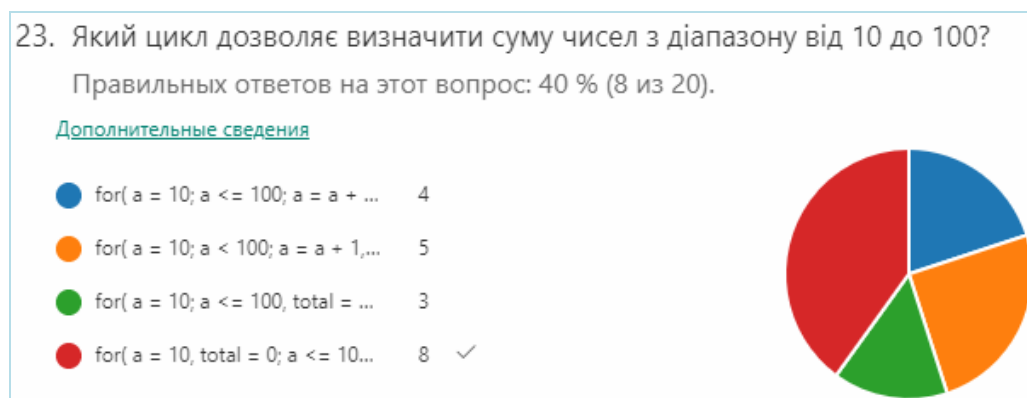 23. Який цикл дозволяє визначити суму чисел з діапазону від 10 до 100?
Правильных ответов на этот вопрос: 40 % (8 из 20).
Дополнительные сведения
for( a = 10; a <= 100; a = a + ... 4
for( a = 10; a < 100; a = a + 1,... 5
for( a = 10; a <= 100, total = ... 3
for( a = 10, total = 0; a <= 10... 8